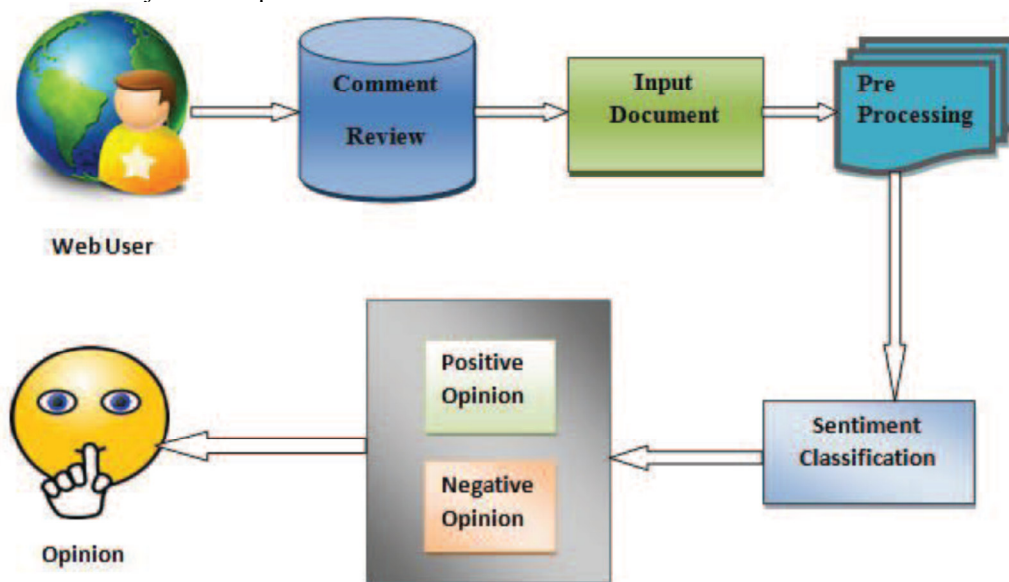 Comment
Review
Input
Document
Pre
Processing
Web User
Positive
Opinion
Negative
Opinion
Sentiment
Classification
Opinion